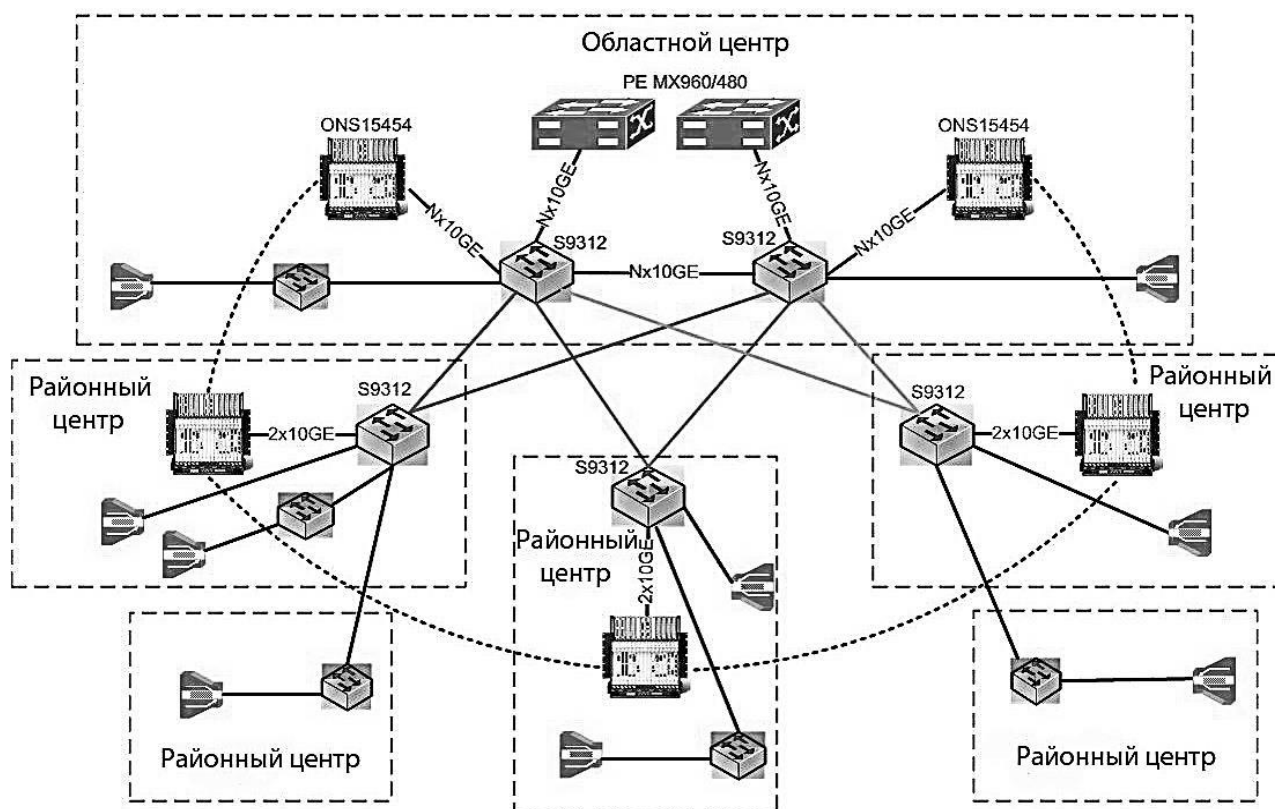 Областной центр
PE MX960/480
ONS15454
ONS15454
Nx10GE
Nx10GE
Nx10GE
Nx10GE
S9312
S9312
Nx10GE
Районный
центр
S9312
2x10GE
S9312
Районный
центр
2x10GE
S9312
Районный
центр
2x10GE
Районный центр
Районный центр